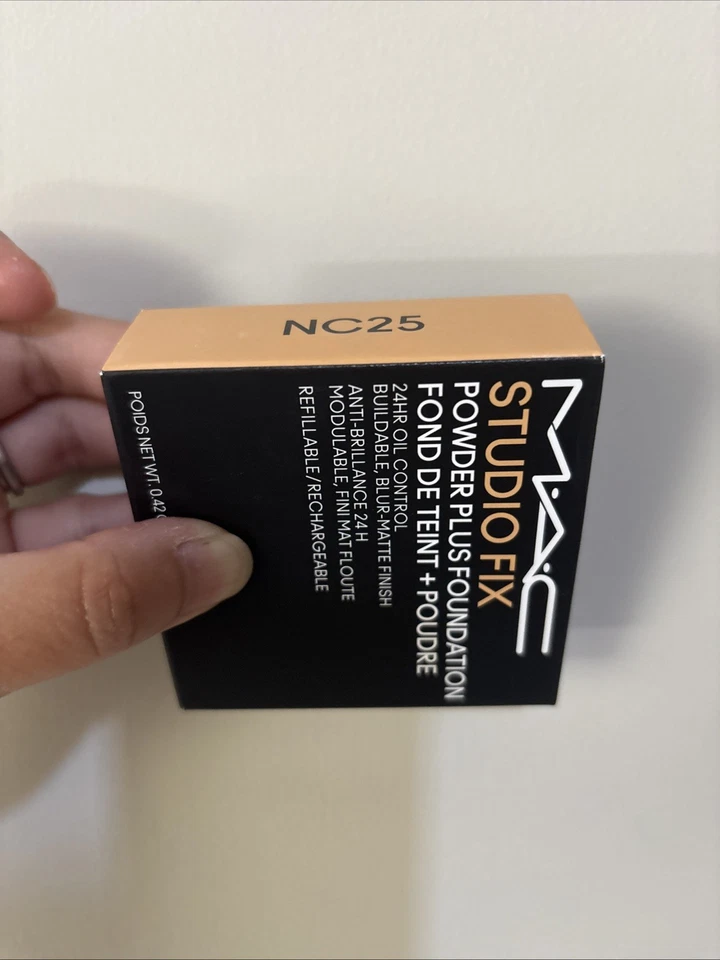 NC25
M·A·C
STUDIO FIX
POWDER PLUS FOUNDATION
FOND DE TEINT + POUDRE
24HR OIL CONTROL
BUILDABLE, BLUR-MATTE FINISH
ANTI-BRILLANCE 24 H
MODULABLE, FINI MAT FLOUTE
REFILLABLE/RECHARGEABLE
POIDS NET WT. 0.42